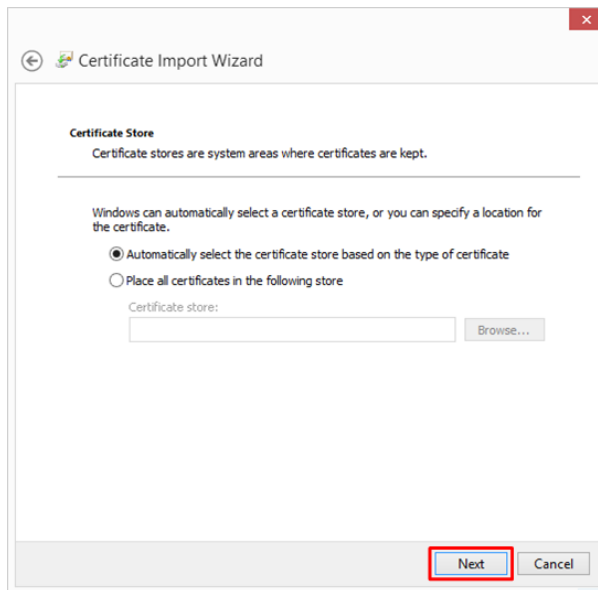 Certificate Import Wizard
Certificate Store
Certificate stores are system areas where certificates are kept.
Windows can automatically select a certificate store, or you can specify a location for
the certificate.
Automatically select the certificate store based on the type of certificate
Place all certificates in the following store
Certificate store:
Browse...
Next Cancel